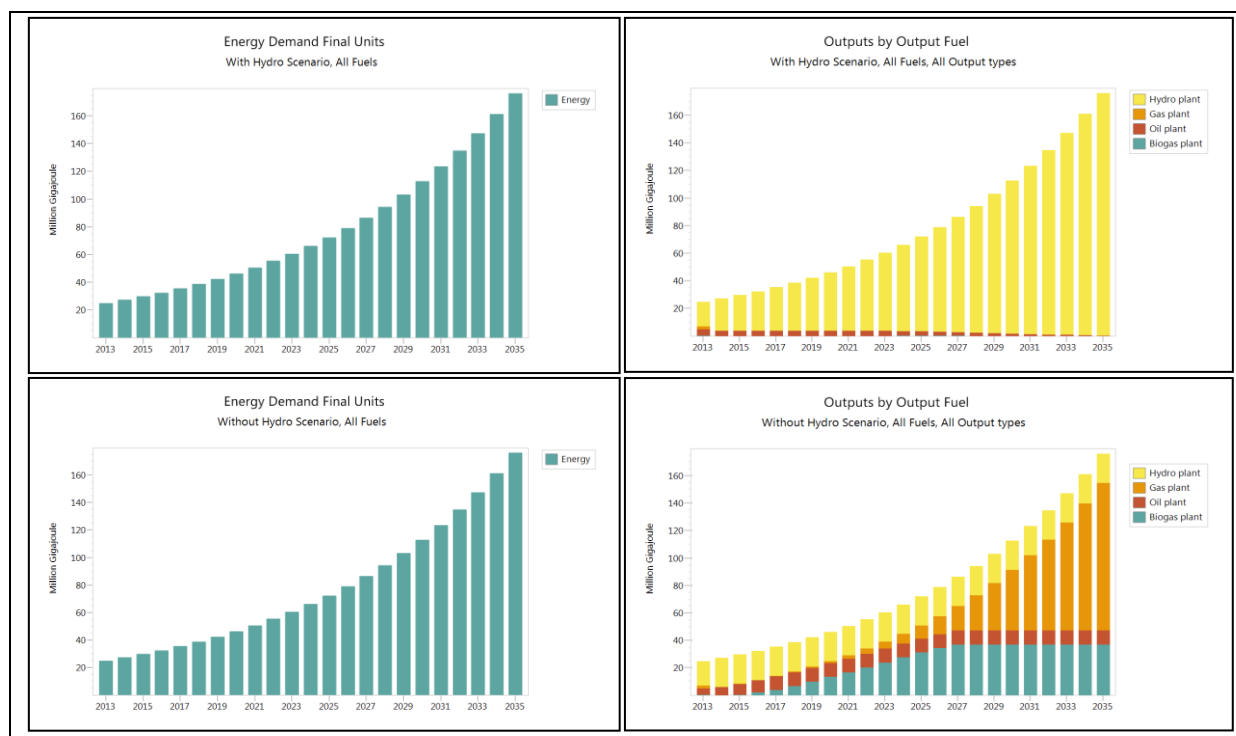 Energy Demand Final Units
With Hydro Scenario, All Fuels
Million Gigajoule
160
140
120
100
80
60
40
20
2013 2015 2017 2019 2021 2023 2025 2027 2029 2031 2033 2035
Energy
Outputs by Output Fuel
With Hydro Scenario, All Fuels, All Output types
Million Gigajoule
160
140
120
100
80
60
40
20
2013 2015 2017 2019 2021 2023 2025 2027 2029 2031 2033 2035
Hydro plant
Gas plant
Oil plant
Biogas plant
Energy Demand Final Units
Without Hydro Scenario, All Fuels
Million Gigajoule
160
140
120
100
80
60
40
20
2013 2015 2017 2019 2021 2023 2025 2027 2029 2031 2033 2035
Energy
Outputs by Output Fuel
Without Hydro Scenario, All Fuels, All Output types
Million Gigajoule
160
140
120
100
80
60
40
20
2013 2015 2017 2019 2021 2023 2025 2027 2029 2031 2033 2035
Hydro plant
Gas plant
Oil plant
Biogas plant